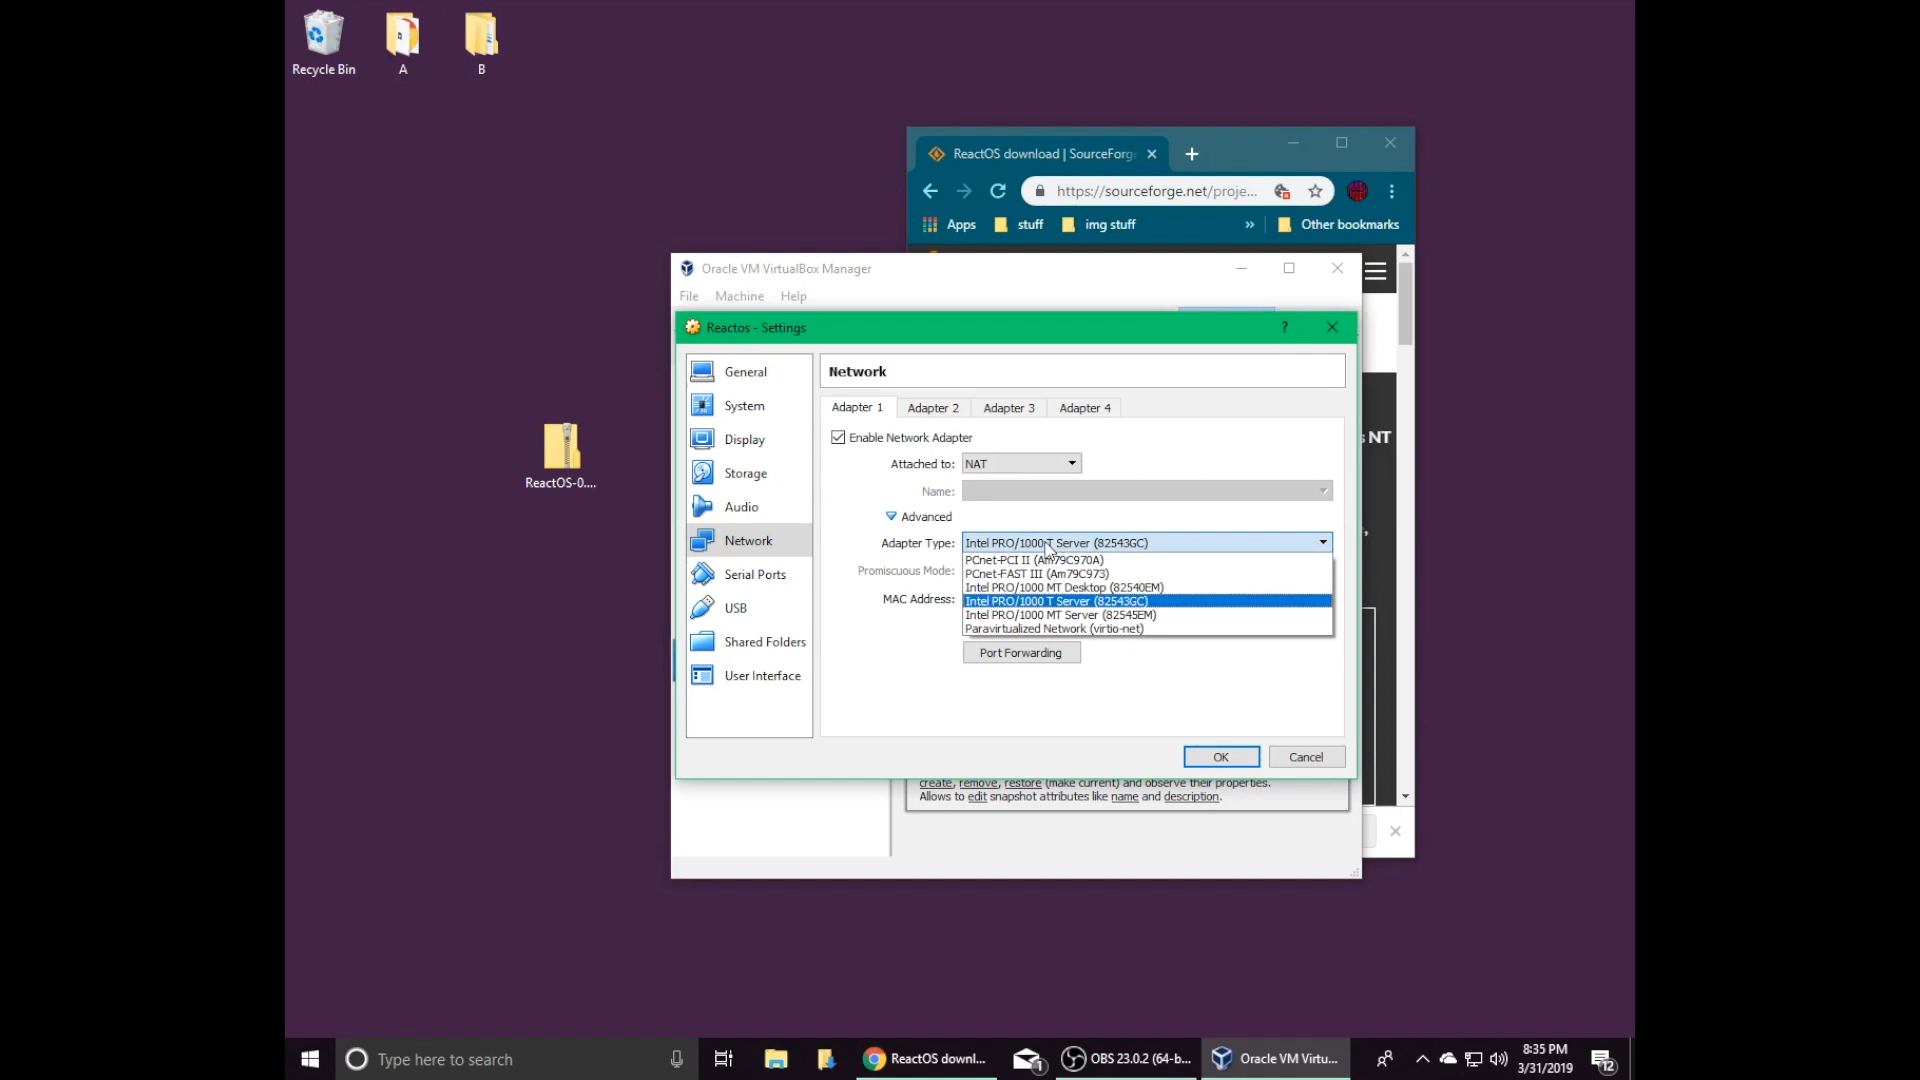 Recycle Bin
A
B
ReactOS-0....
ReactOS download | SourceForge
https://sourceforge.net/proje...
Apps
stuff
img stuff
»
Other bookmarks
Oracle VM VirtualBox Manager
File
Machine
Help
s NT
Reactos - Settings
?
General
System
Display
Storage
Audio
Network
Serial Ports
USB
Shared Folders
User Interface
Network
Adapter 1
Adapter 2
Adapter 3
Adapter 4
Enable Network Adapter
Attached to:
NAT
Name:
Advanced
Adapter Type:
Intel PRO/1000 T Server (82543GC)
PCnet-PCI II (Am79C970A)
PCnet-FAST III (Am79C973)
Intel PRO/1000 MT Desktop (82540EM)
Intel PRO/1000 T Server (82543GC)
Intel PRO/1000 MT Server (82545EM)
Paravirtualized Network (virtio-net)
Promiscuous Mode:
MAC Address:
Port Forwarding
OK
Cancel
create, remove, restore (make current) and observe their properties.
Allows to edit snapshot attributes like name and description.
Type here to search
ReactOS downl...
1
OBS 23.0.2 (64-b...
Oracle VM Virtu...
8:35 PM
3/31/2019
12